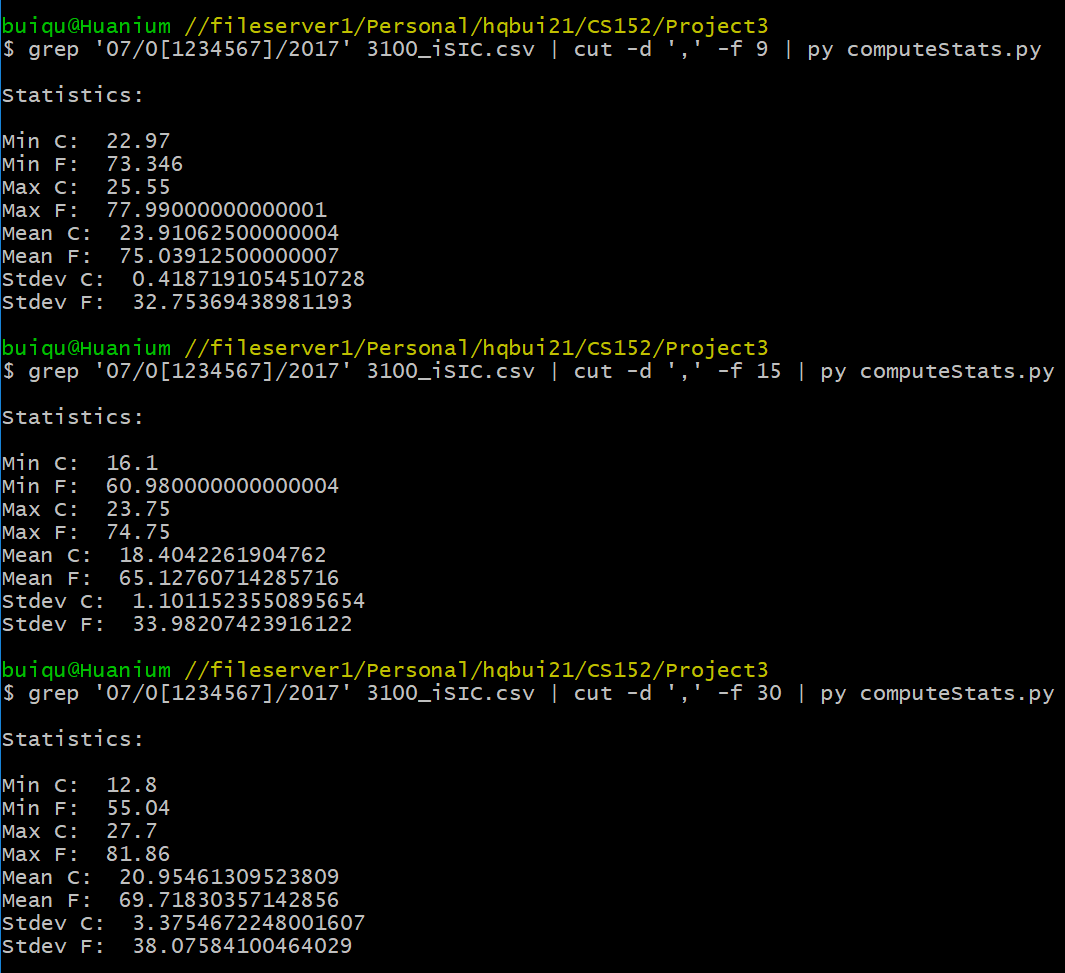 buiqu@Huanium //fileserver1/Personal/hqbui21/CS152/Project3
$ grep '07/0[1234567]/2017' 3100_iSIC.csv | cut -d ',' -f 9 | py computeStats.py
Statistics:
Min C:  22.97
Min F:  73.346
Max C:  25.55
Max F:  77.99000000000001
Mean C:  23.91062500000004
Mean F:  75.03912500000007
Stdev C:  0.4187191054510728
Stdev F:  32.75369438981193
buiqu@Huanium //fileserver1/Personal/hqbui21/CS152/Project3
$ grep '07/0[1234567]/2017' 3100_iSIC.csv | cut -d ',' -f 15 | py computeStats.py
Statistics:
Min C:  16.1
Min F:  60.980000000000004
Max C:  23.75
Max F:  74.75
Mean C:  18.4042261904762
Mean F:  65.12760714285716
Stdev C:  1.1011523550895654
Stdev F:  33.98207423916122
buiqu@Huanium //fileserver1/Personal/hqbui21/CS152/Project3
$ grep '07/0[1234567]/2017' 3100_iSIC.csv | cut -d ',' -f 30 | py computeStats.py
Statistics:
Min C:  12.8
Min F:  55.04
Max C:  27.7
Max F:  81.86
Mean C:  20.95461309523809
Mean F:  69.71830357142856
Stdev C:  3.3754672248001607
Stdev F:  38.07584100464029